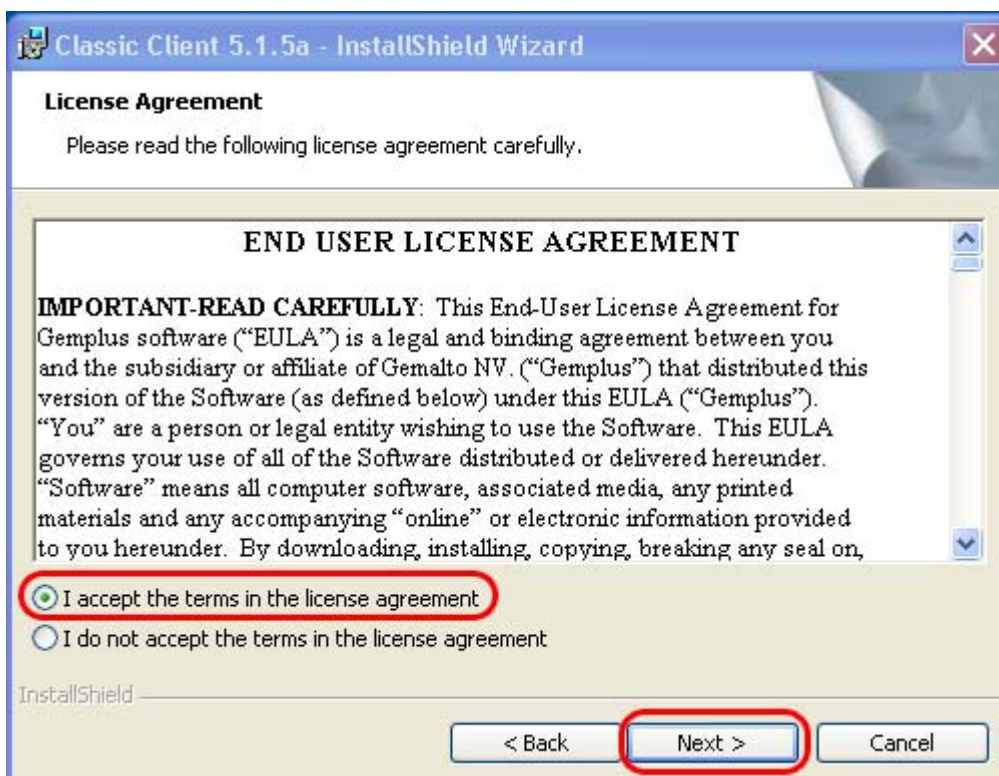 Classic Client 5.1.5a - InstallShield Wizard
License Agreement
Please read the following license agreement carefully.
END USER LICENSE AGREEMENT
IMPORTANT-READ CAREFULLY: This End-User License Agreement for
Gemplus software (“EULA”) is a legal and binding agreement between you
and the subsidiary or affiliate of Gemalto NV. (“Gemplus”) that distributed this
version of the Software (as defined below) under this EULA (“Gemplus”).
“You” are a person or legal entity wishing to use the Software. This EULA
governs your use of all of the Software distributed or delivered hereunder.
“Software” means all computer software, associated media, any printed
materials and any accompanying “online” or electronic information provided
to you hereunder. By downloading, installing, copying, breaking any seal on,
I accept the terms in the license agreement
I do not accept the terms in the license agreement
InstallShield
< Back
Next >
Cancel